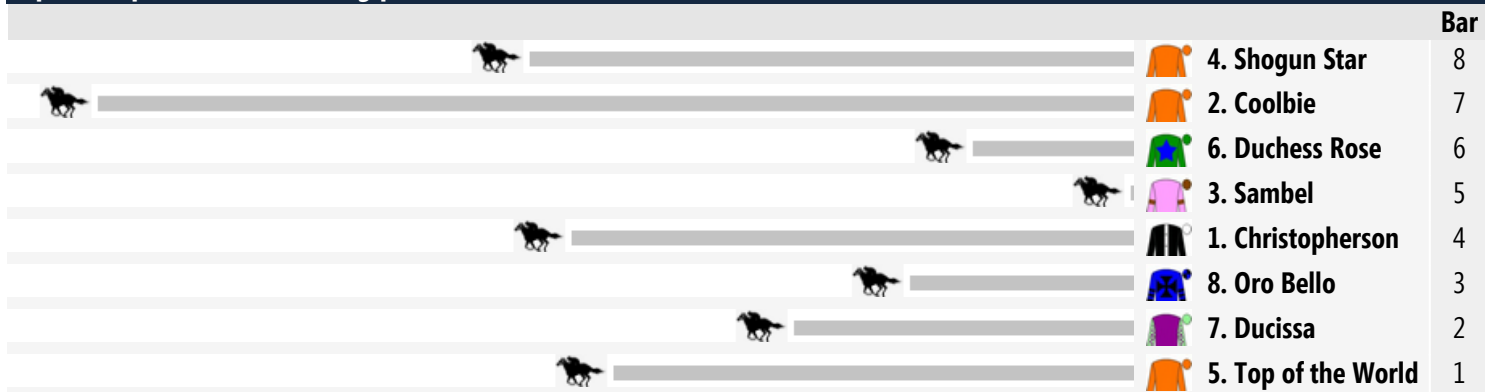 Bar
4. Shogun Star 8
2. Coolbie 7
6. Duchess Rose 6
3. Sambel 5
1. Christopherson 4
8. Oro Bello 3
7. Ducissa 2
5. Top of the World 1